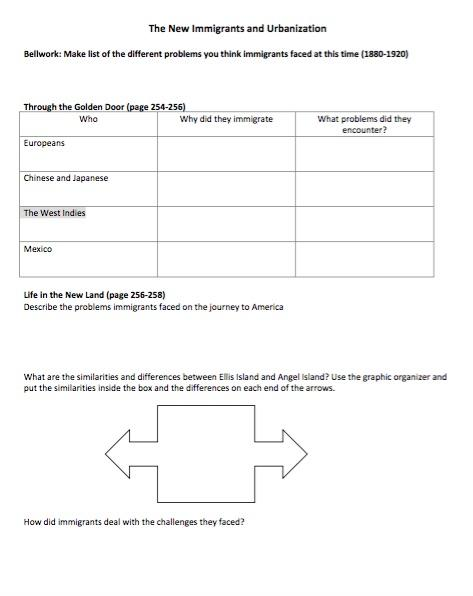 The New Immigrants and Urbanization
Bellwork: Make list of the different problems you think immigrants faced at this time (1880-1920)
Through the Golden Door (page 254-256)
Who Why did they immigrate What problems did they
encounter?
Europeans
Chinese and Japanese
The West Indies
Mexico
Life in the New Land (page 256-258)
Describe the problems immigrants faced on the journey to America
What are the similarities and differences between Ellis Island and Angel Island? Use the graphic organizer and
put the similarities inside the box and the differences on each end of the arrows.
How did immigrants deal with the challenges they faced?